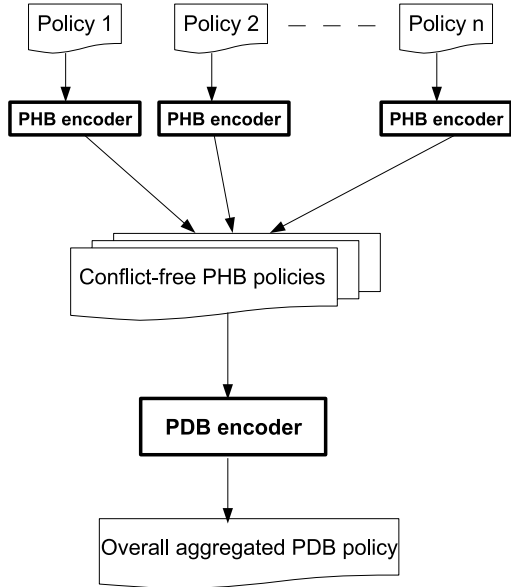 Policy 1
Policy 2
Policy n
PHB encoder
PHB encoder
PHB encoder
Conflict-free PHB policies
PDB encoder
Overall aggregated PDB policy